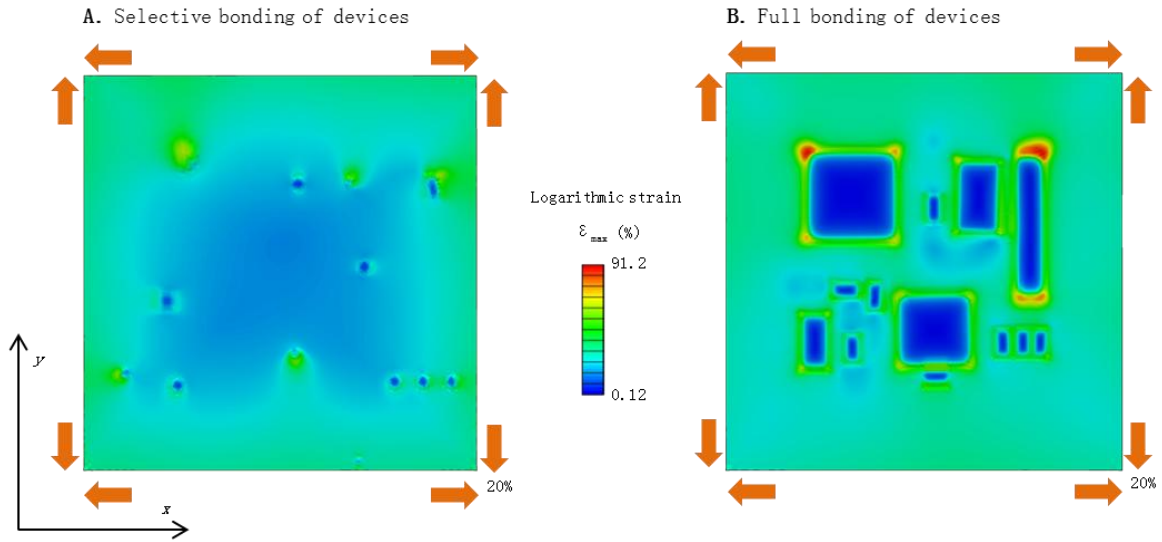 A. Selective bonding of devices
B. Full bonding of devices
Logarithmic strain
ε max (%)
91.2
0.12
y
x
20%
20%